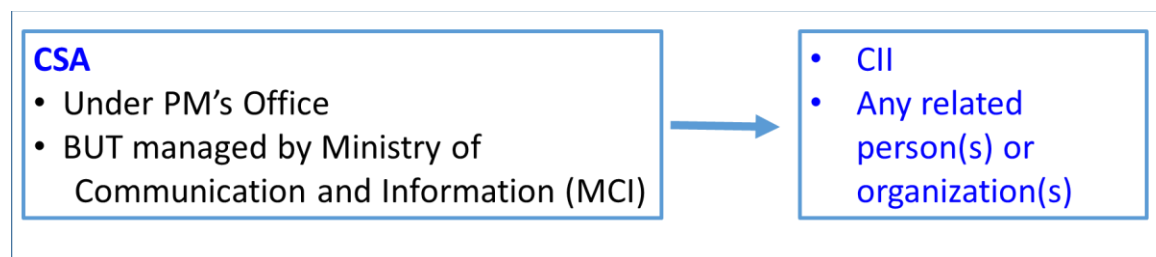 CSA
• Under PM's Office
• BUT managed by Ministry of
Communication and Information (MCI)
• CII
• Any related
person(s) or
organization(s)